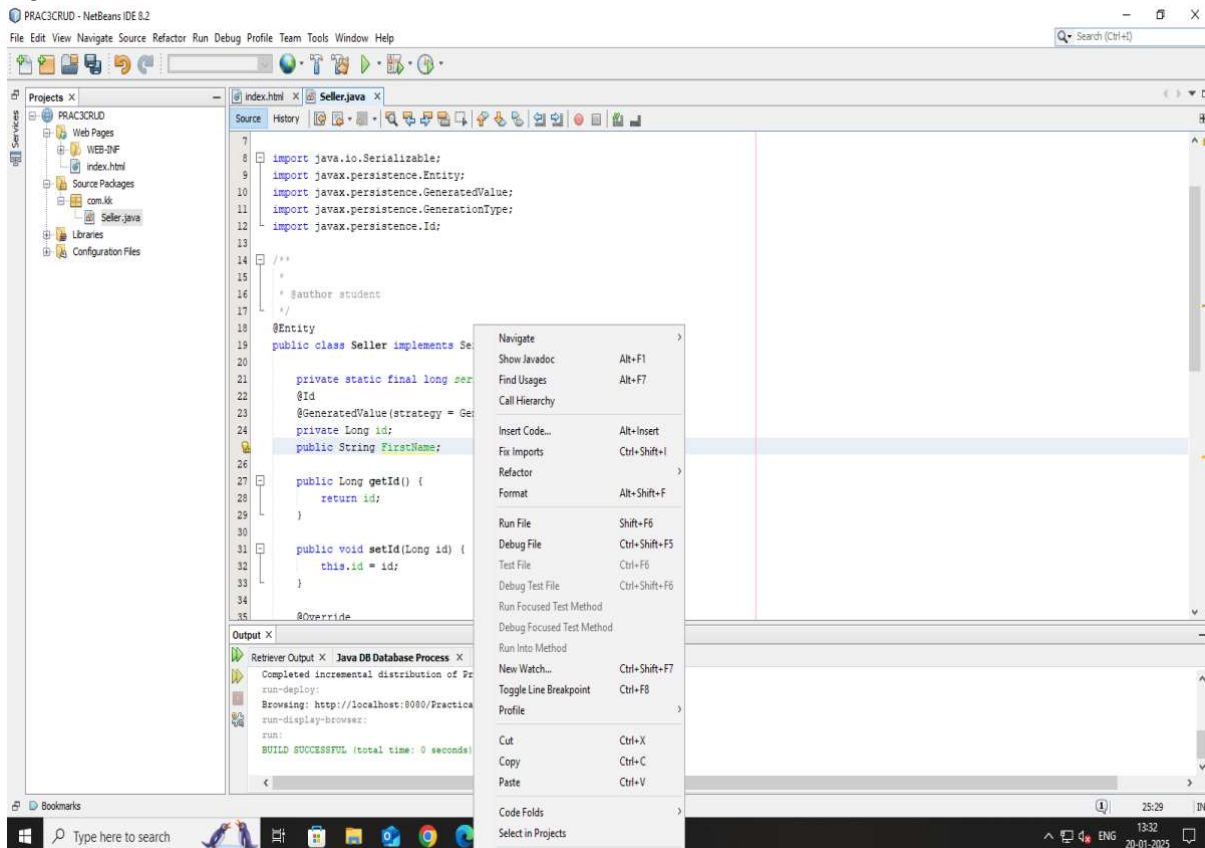 PRAC3CRUD - NetBeans IDE 8.2
File Edit View Navigate Source Refactor Run Debug Profile Team Tools Window Help
Search (Ctrl+I)
Projects
index.html
Seller.java
Services
Source History
PRAC3CRUD
Web Pages
WEB-INF
index.html
Source Packages
com.kk
Seller.java
Libraries
Configuration Files
7
8 import java.io.Serializable;
9 import javax.persistence.Entity;
10 import javax.persistence.GeneratedValue;
11 import javax.persistence.GenerationType;
12 import javax.persistence.Id;
13
14 /**
15 *
16 * @author student
17 */
18 @Entity
19 public class Seller implements Se
20
21 private static final long ser
22 @Id
23 @GeneratedValue(strategy = Ge
24 private Long id;
public String FirstName;
26
27 public Long getId() {
28 return id;
29 }
30
31 public void setId(Long id) {
32 this.id = id;
33 }
34
35 @Override
Navigate
Show Javadoc Alt+F1
Find Usages Alt+F7
Call Hierarchy
Insert Code... Alt+Insert
Fix Imports Ctrl+Shift+I
Refactor
Format Alt+Shift+F
Run File Shift+F6
Debug File Ctrl+Shift+F5
Test File Ctrl+F6
Debug Test File Ctrl+Shift+F6
Run Focused Test Method
Debug Focused Test Method
Run Into Method
New Watch... Ctrl+Shift+F7
Toggle Line Breakpoint Ctrl+F8
Profile
Cut Ctrl+X
Copy Ctrl+C
Paste Ctrl+V
Code Folds
Select in Projects
Output
Retriever Output
Java DB Database Process
Completed incremental distribution of Pr
run-deploy:
Browsing: http://localhost:8080/Practica
run-display-browser:
run:
BUILD SUCCESSFUL (total time: 0 seconds)
Bookmarks
1
25:29
IN
Type here to search
ENG
13:32
20-01-2025